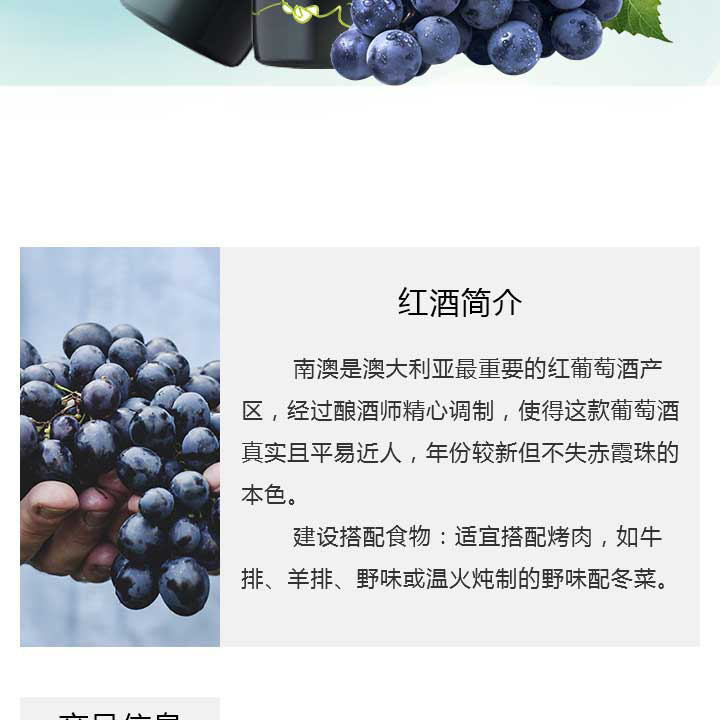 红酒简介
南澳是澳大利亚最重要的红葡萄酒产
区，经过酿酒师精心调制，使得这款葡萄酒
真实且平易近人，年份较新但不失赤霞珠的
本色。
建设搭配食物：适宜搭配烤肉，如牛
排、羊排、野味或温火炖制的野味配冬菜。